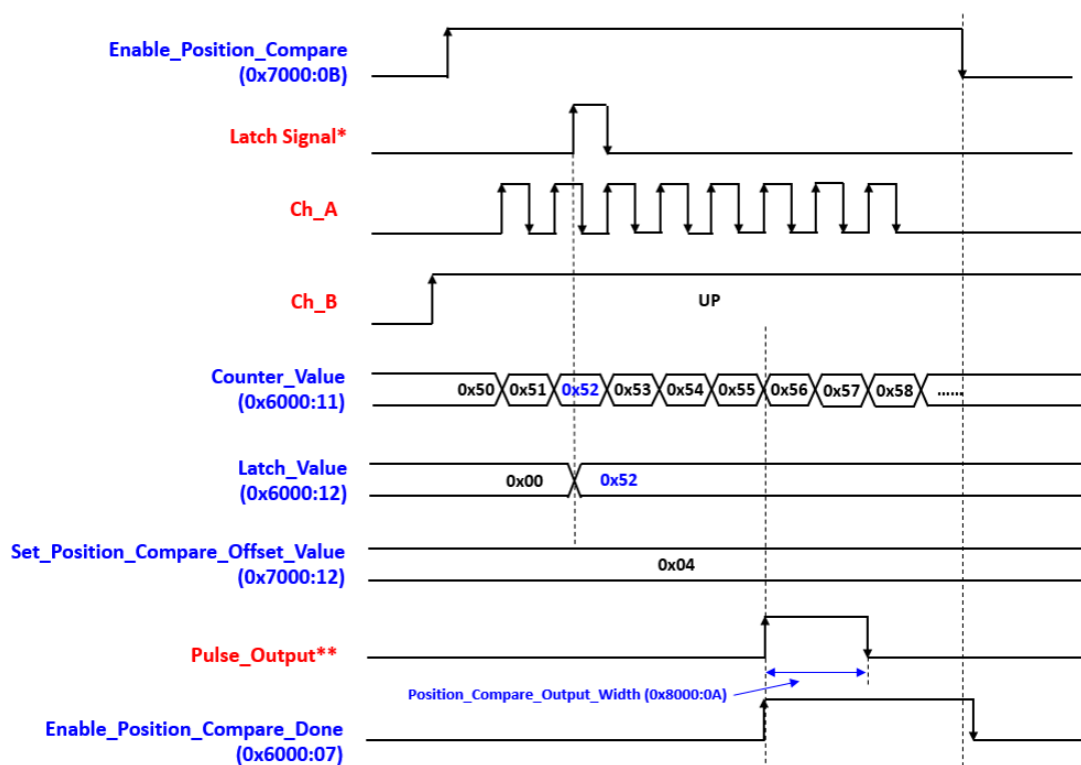 Enable_Position_Compare
(0x7000:0B)
Latch Signal*
Ch_A
Ch_B
UP
Counter_Value
(0x6000:11)
0x50 0x51 0x52 0x53 0x54 0x55 0x56 0x57 0x58 ......
Latch_Value
(0x6000:12)
0x00 0x52
Set_Position_Compare_Offset_Value
(0x7000:12)
0x04
Pulse_Output**
Position_Compare_Output_Width (0x8000:0A)
Enable_Position_Compare_Done
(0x6000:07)